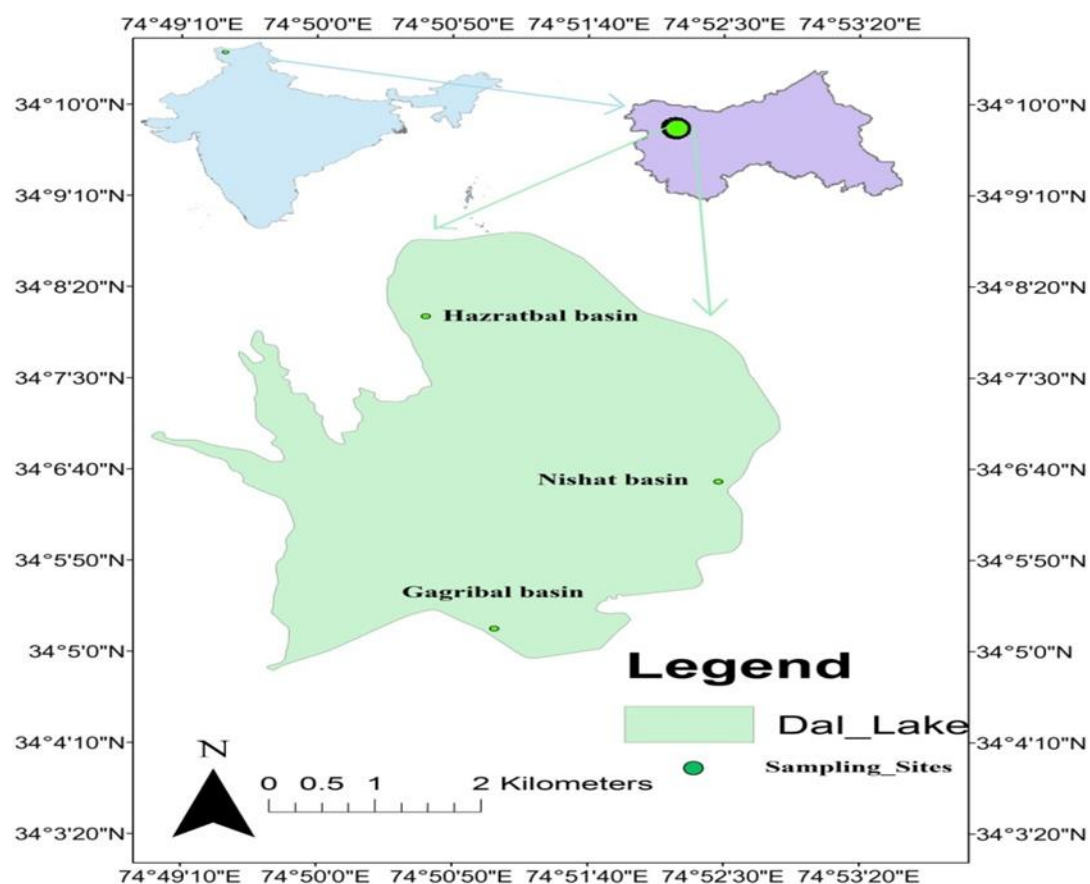 74°49'10"E 74°50'0"E 74°50'50"E 74°51'40"E 74°52'30"E 74°53'20"E
34°10'0"N 34°10'0"N
34°9'10"N 34°9'10"N
34°8'20"N 34°8'20"N
Hazratbal basin
34°7'30"N 34°7'30"N
34°6'40"N 34°6'40"N
Nishat basin
34°5'50"N 34°5'50"N
Gagribal basin
34°5'0"N 34°5'0"N
Legend
Dal_Lake
34°4'10"N 34°4'10"N
Sampling_Sites
N
0 0.5 1 2 Kilometers
34°3'20"N 34°3'20"N
74°49'10"E 74°50'0"E 74°50'50"E 74°51'40"E 74°52'30"E 74°53'20"E